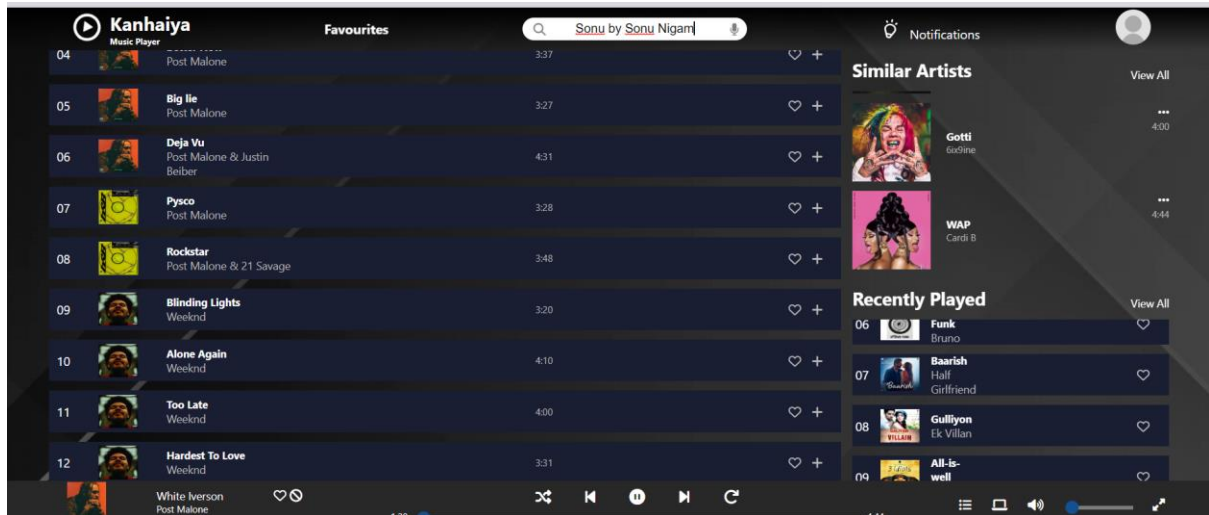 Kanhaiya
Music Player
Favourites
Sonu by Sonu Nigam
Notifications
04
Post Malone
3:37
05
Big lie
Post Malone
3:27
06
Deja Vu
Post Malone & Justin
Beiber
4:31
07
Pysco
Post Malone
3:28
08
Rockstar
Post Malone & 21 Savage
3:48
09
Blinding Lights
Weeknd
3:20
10
Alone Again
Weeknd
4:10
11
Too Late
Weeknd
4:00
12
Hardest To Love
Weeknd
3:31
Similar Artists
View All
Gotti
6ix9ine
4:00
WAP
Cardi B
4:44
Recently Played
View All
06
Funk
Bruno
07
Baarish
Half
Girlfriend
08
VILLAIN
Gulliyon
Ek Villan
09
All-is-
well
White Iverson
Post Malone